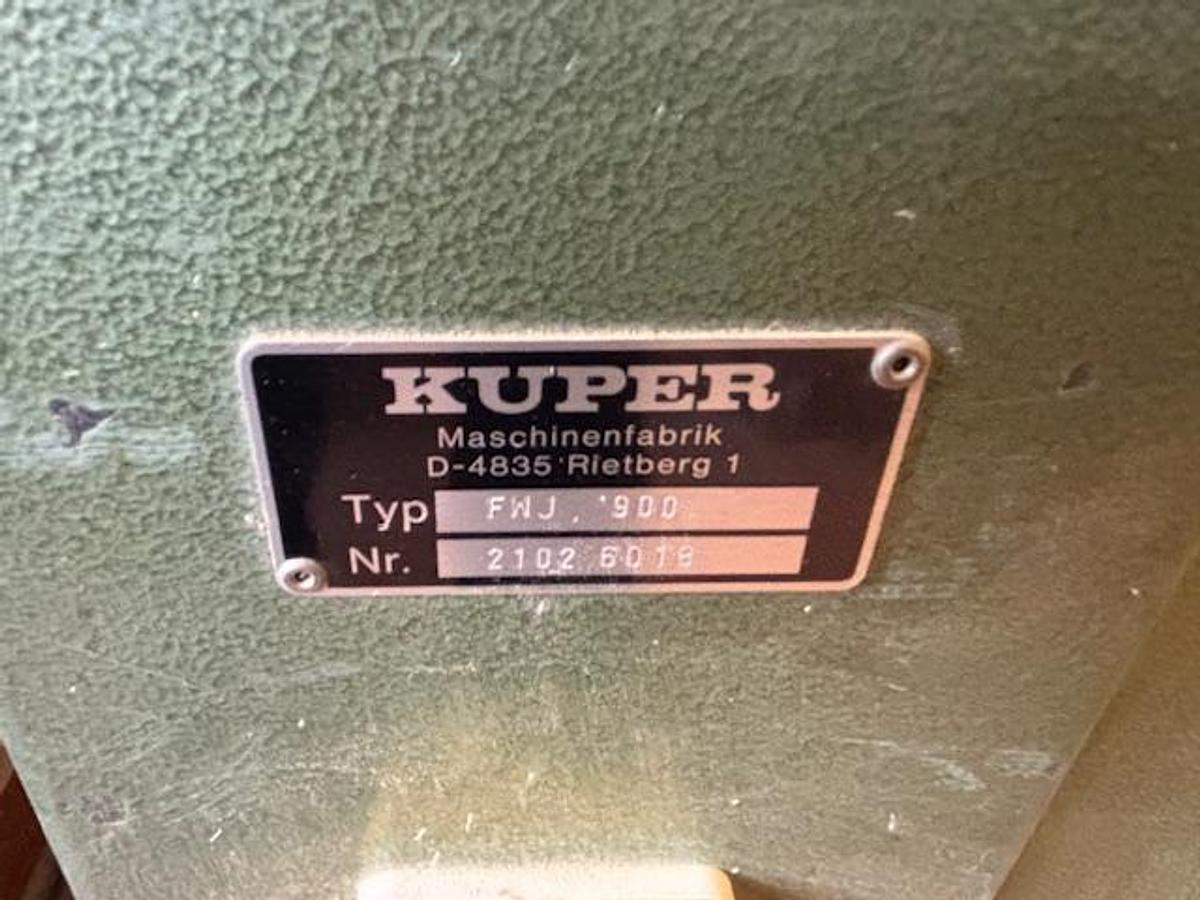 KUPER
Maschinenfabrik
D-4835 Rietberg 1
Typ FWJ. 900
Nr. 2102 6018